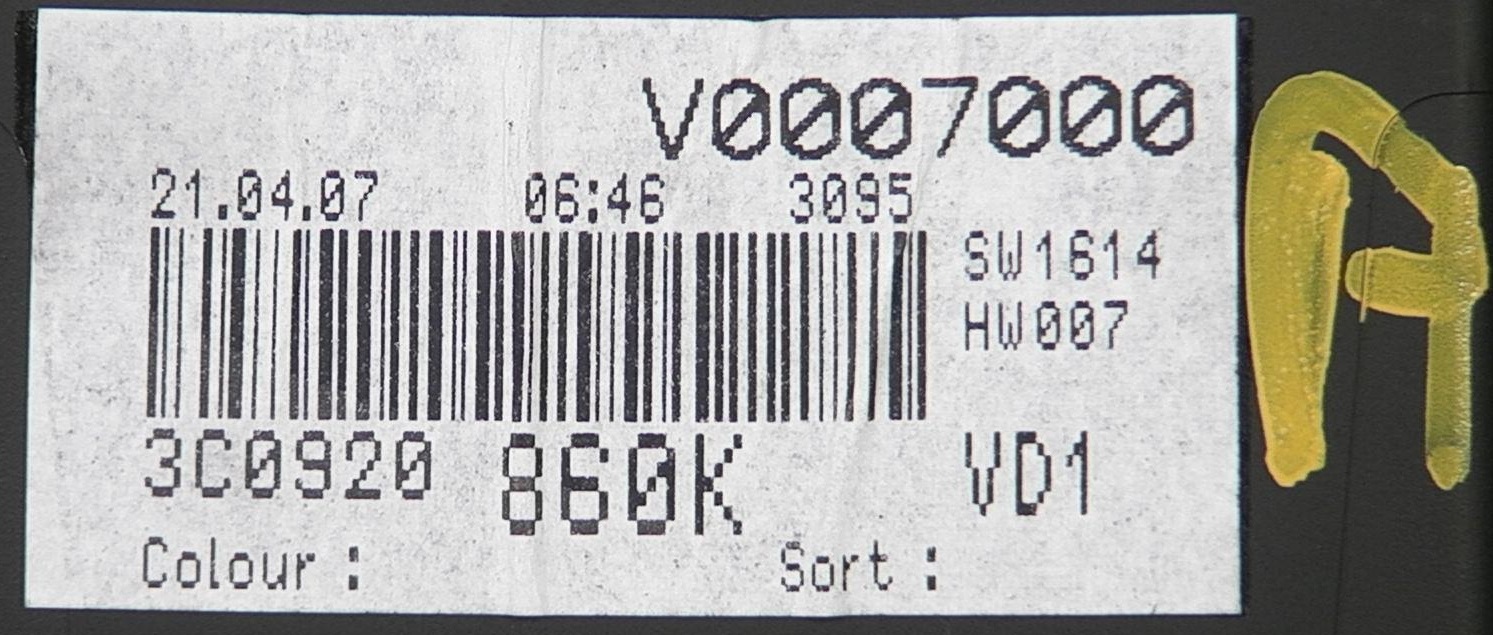 V0007000
21.04.07 06:46 3095
SW1614
HW007
3C0920 860K VD1
Colour : Sort :
A